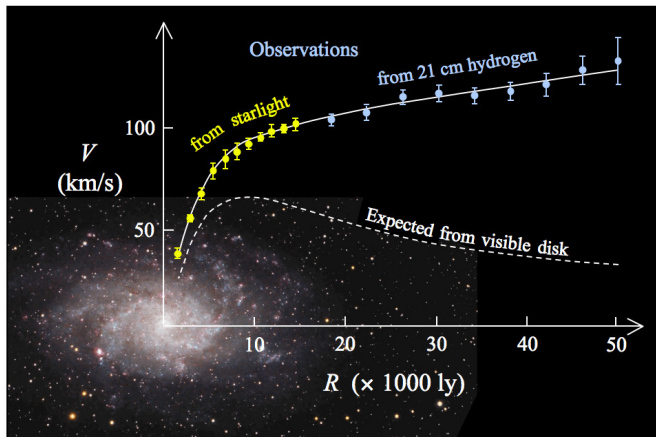 Observations
from 21 cm hydrogen
from starlight
100
V
(km/s)
50
Expected from visible disk
10
20
30
40
50
R (× 1000 ly)